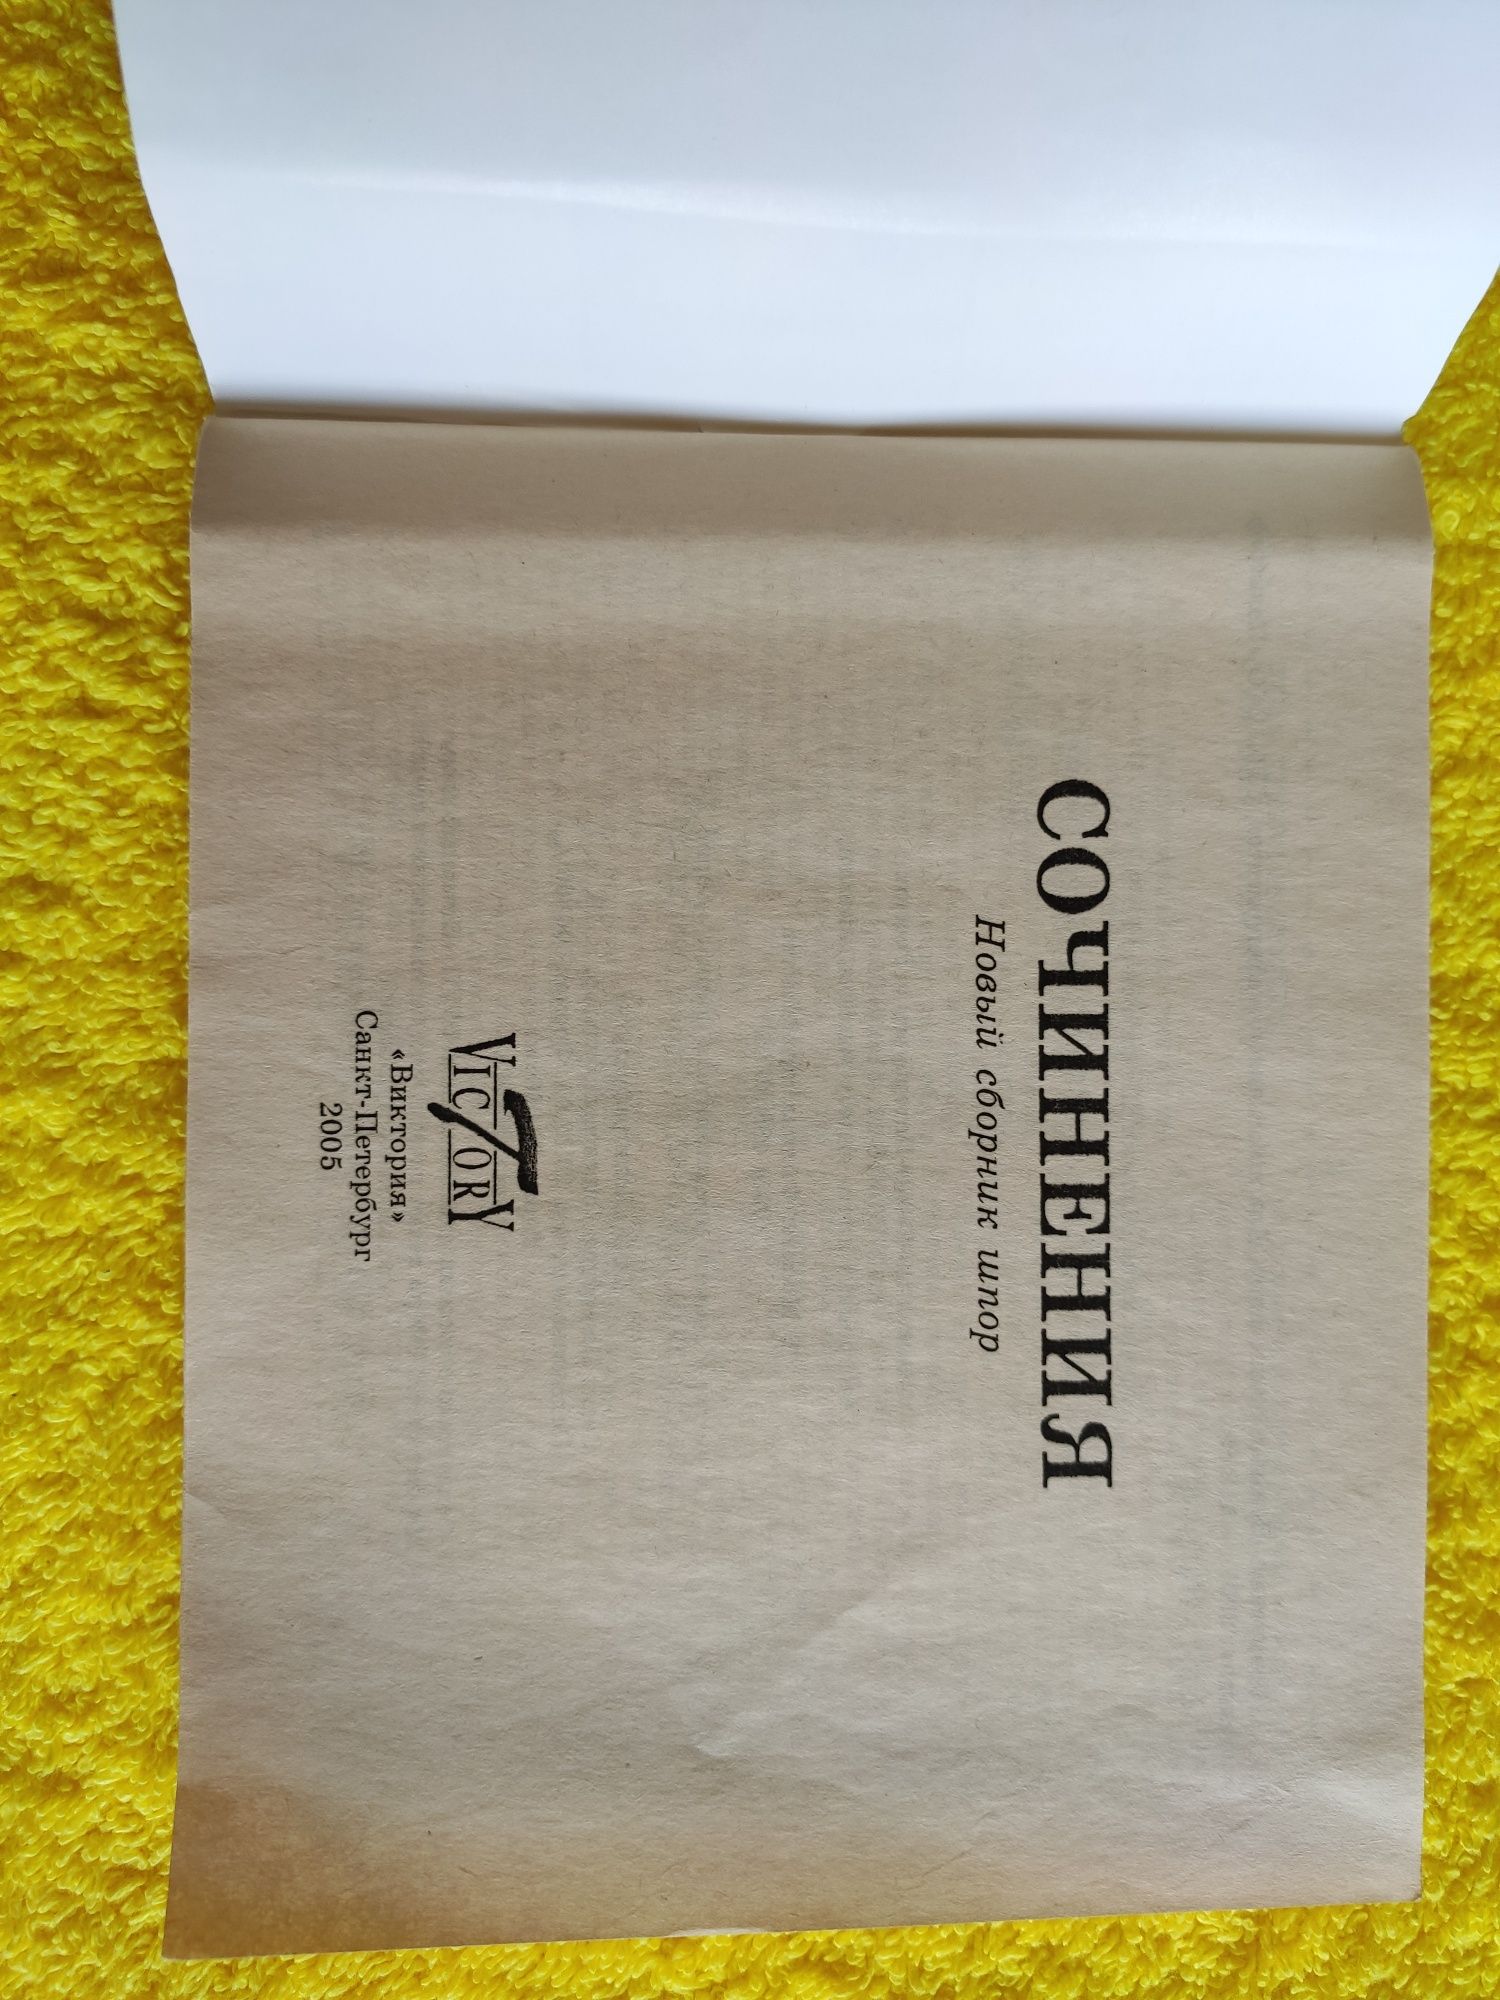 СОЧИНЕНИЯ
Новый сборник шпор
VICTORY
«Виктория»
Санкт-Петербург
2005